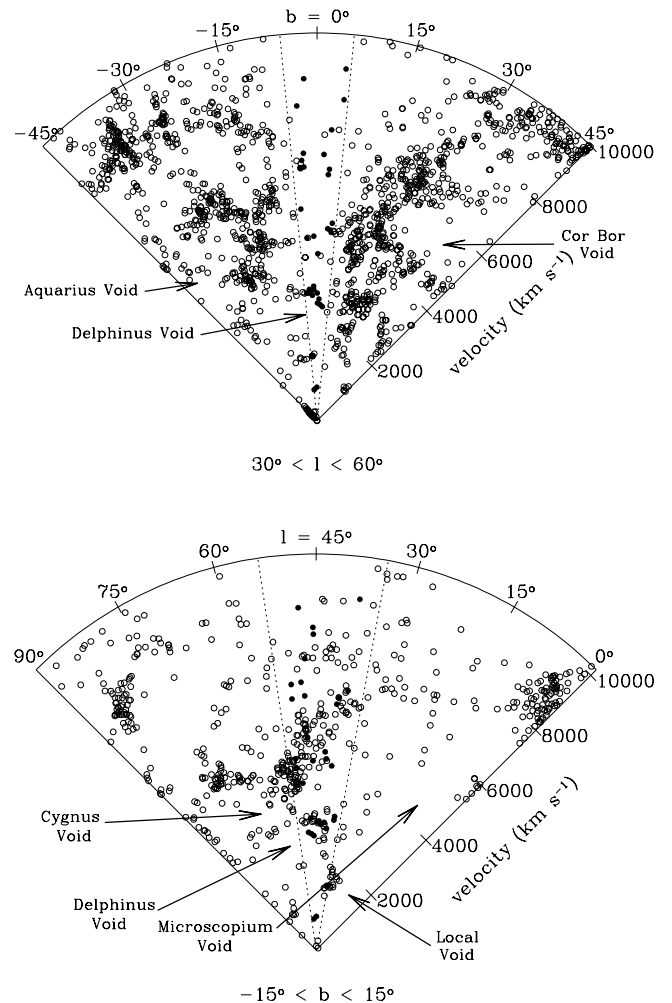 b = 0°
−15°
15°
−30°
30°
−45°
45°
10000
8000
6000
4000
2000
velocity (km s⁻¹)
Cor Bor
Void
Aquarius Void
Delphinus Void
30° < l < 60°
l = 45°
60°
30°
75°
15°
90°
0°
10000
8000
6000
4000
2000
velocity (km s⁻¹)
Cygnus
Void
Delphinus
Void
Microscopium
Void
Local
Void
−15° < b < 15°